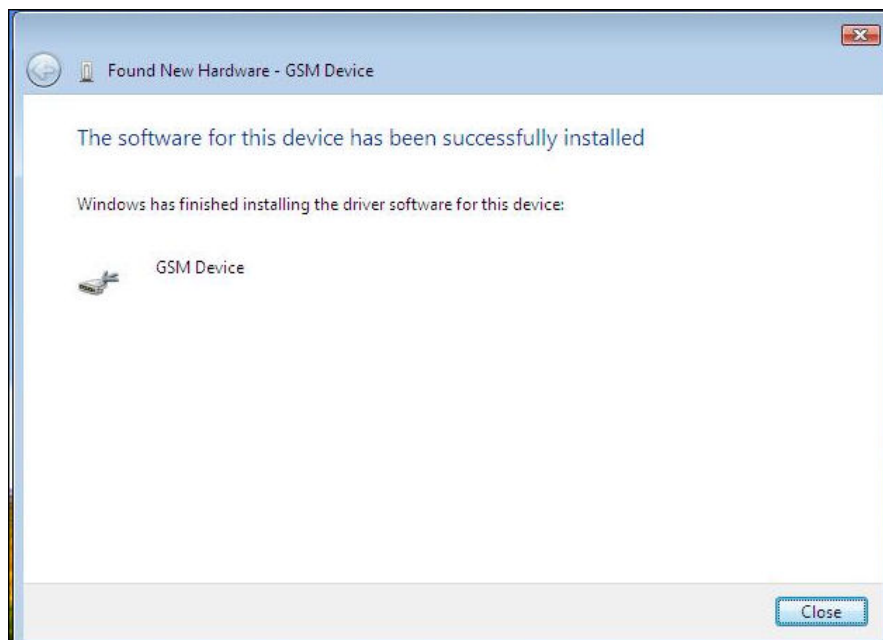 Found New Hardware - GSM Device
The software for this device has been successfully installed
Windows has finished installing the driver software for this device:
GSM Device
Close